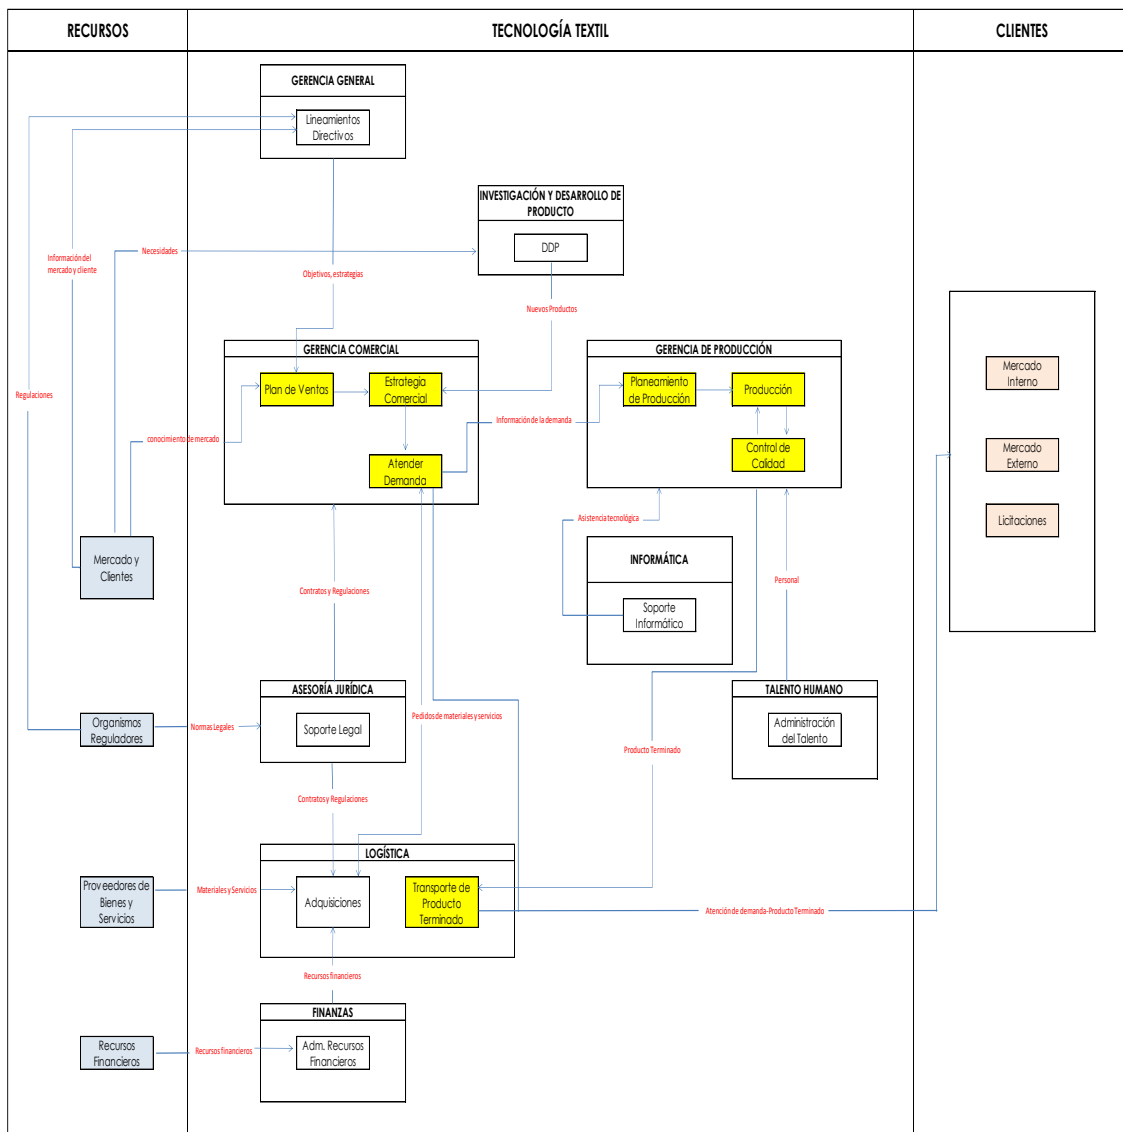 RECURSOS
TECNOLOGÍA TEXTIL
CLIENTES
GERENCIA GENERAL
Lineamientos
Directivos
INVESTIGACIÓN Y DESARROLLO DE
PRODUCTO
DDP
Necesidades
Información del
mercado y cliente
Objetivos, estrategias
Nuevos Productos
GERENCIA COMERCIAL
GERENCIA DE PRODUCCIÓN
Plan de Ventas
Estrategia
Comercial
Planeamiento
de Producción
Producción
Mercado
Interno
Regulaciones
Información de la demanda
conocimiento de mercado
Atender
Demanda
Control de
Calidad
Mercado
Externo
Asistencia tecnológica
Licitaciones
Mercado y
Clientes
INFORMÁTICA
Contratos y Regulaciones
Personal
Soporte
Informático
ASESORÍA JURÍDICA
TALENTO HUMANO
Organismos
Reguladores
Normas Legales
Soporte Legal
Pedidos de materiales y servicios
Administración
del Talento
Producto Terminado
Contratos y Regulaciones
LOGÍSTICA
Proveedores de
Bienes y
Servicios
Materiales y Servicios
Adquisiciones
Transporte de
Producto
Terminado
Atención de demanda-Producto Terminado
Recursos financieros
FINANZAS
Recursos
Financieros
Recursos financieros
Adm. Recursos
Financieros